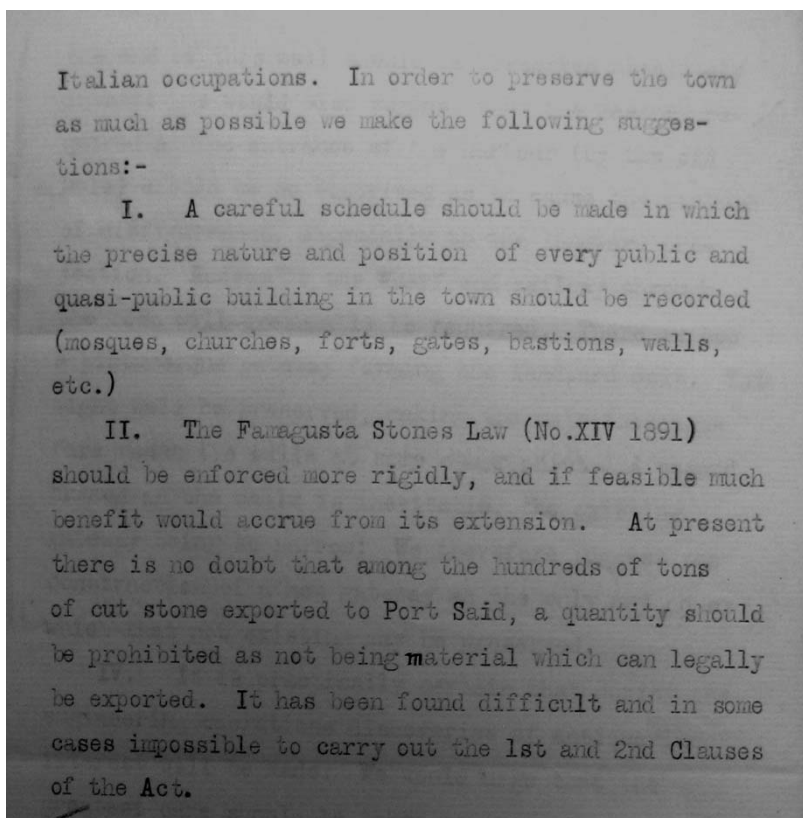 Italian occupations. In order to preserve the town
as much as possible we make the following sugges-
tions:-
I. A careful schedule should be made in which
the precise nature and position of every public and
quasi-public building in the town should be recorded
(mosques, churches, forts, gates, bastions, walls,
etc.)
II. The Famagusta Stones Law (No.XIV 1891)
should be enforced more rigidly, and if feasible much
benefit would accrue from its extension. At present
there is no doubt that among the hundreds of tons
of cut stone exported to Port Said, a quantity should
be prohibited as not being material which can legally
be exported. It has been found difficult and in some
cases impossible to carry out the 1st and 2nd Clauses
of the Act.